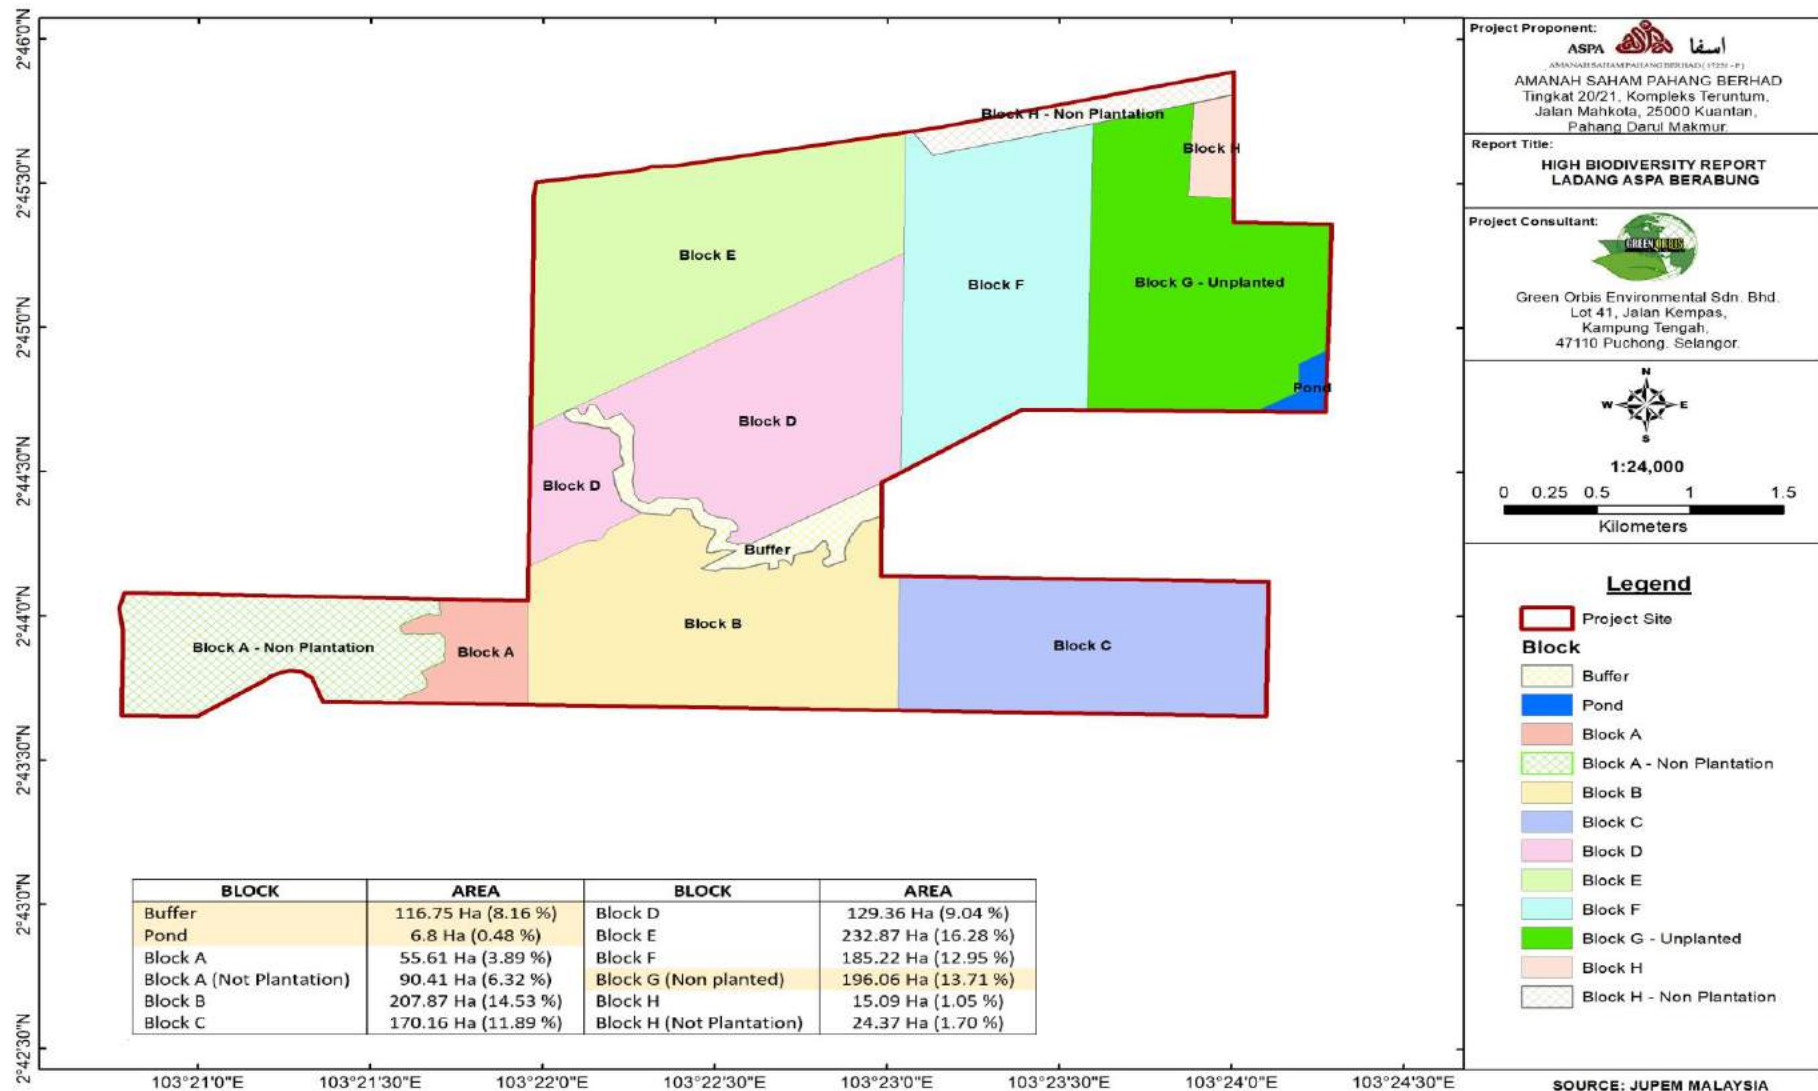 2°46'0"N
2°45'30"N
2°45'0"N
2°44'30"N
2°44'0"N
2°43'30"N
2°43'0"N
2°42'30"N
Block H - Non Plantation
Block H
Block E
Block F
Block G - Unplanted
Pond
Block D
Block D
Buffer
Block B
Block A - Non Plantation
Block A
Block C
BLOCK AREA BLOCK AREA
Buffer 116.75 Ha (8.16 %) Block D 129.36 Ha (9.04 %)
Pond 6.8 Ha (0.48 %) Block E 232.87 Ha (16.28 %)
Block A 55.61 Ha (3.89 %) Block F 185.22 Ha (12.95 %)
Block A (Not Plantation) 90.41 Ha (6.32 %) Block G (Non planted) 196.06 Ha (13.71 %)
Block B 207.87 Ha (14.53 %) Block H 15.09 Ha (1.05 %)
Block C 170.16 Ha (11.89 %) Block H (Not Plantation) 24.37 Ha (1.70 %)
103°21'0"E 103°21'30"E 103°22'0"E 103°22'30"E 103°23'0"E 103°23'30"E 103°24'0"E 103°24'30"E
Project Proponent:
ASPA اسفا
AMANAH SAHAM PAHANG BERHAD
AMANAH SAHAM PAHANG BERHAD
Tingkat 20/21, Kompleks Teruntum,
Jalan Mahkota, 25000 Kuantan,
Pahang Darul Makmur.
Report Title:
HIGH BIODIVERSITY REPORT
LADANG ASPA BERABUNG
Project Consultant:
GREEN ORBIS
Green Orbis Environmental Sdn. Bhd.
Lot 41, Jalan Kempas,
Kampung Tengah,
47110 Puchong. Selangor.
N
W E
S
1:24,000
0 0.25 0.5 1 1.5
Kilometers
Legend
Project Site
Block
Buffer
Pond
Block A
Block A - Non Plantation
Block B
Block C
Block D
Block E
Block F
Block G - Unplanted
Block H
Block H - Non Plantation
SOURCE: JUPEM MALAYSIA